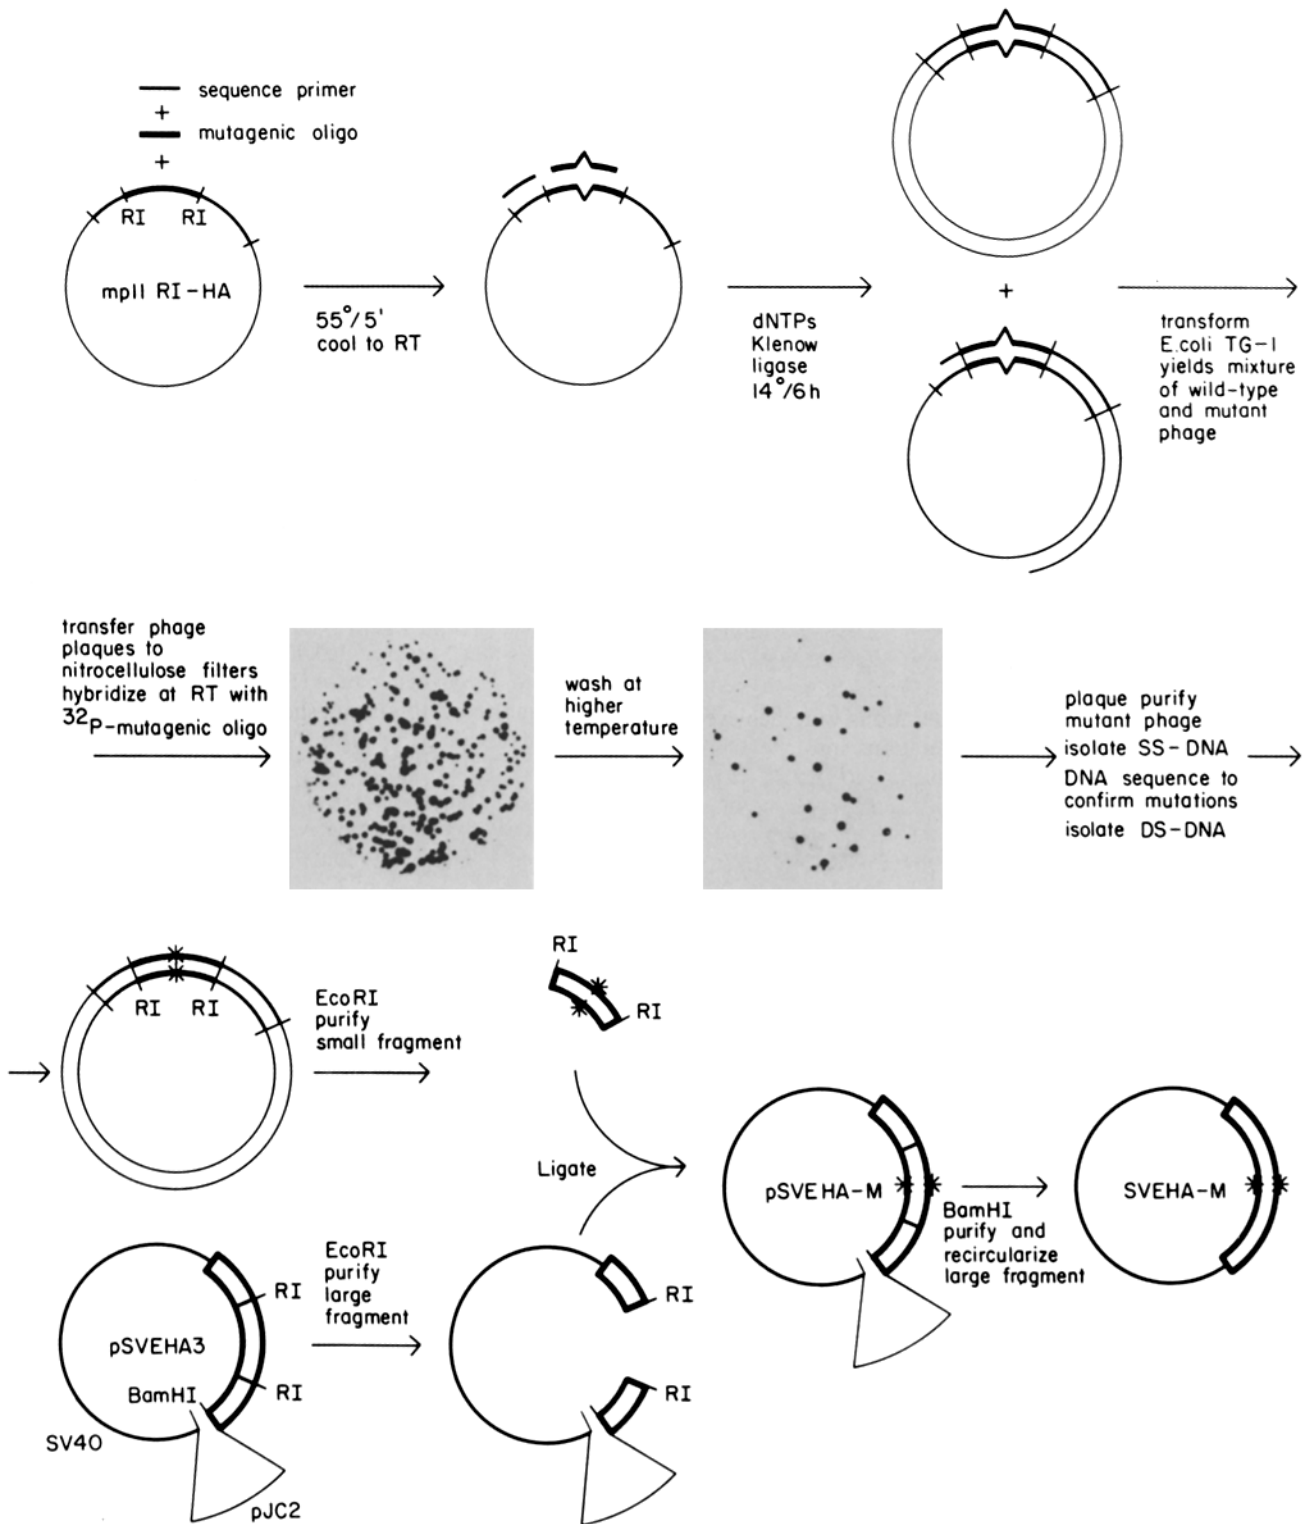 sequence primer
+
mutagenic oligo
+
RI RI
mp11 RI-HA
55°/5'
cool to RT
dNTPs
Klenow
ligase
14°/6h
+
transform
E.coli TG-1
yields mixture
of wild-type
and mutant
phage
transfer phage
plaques to
nitrocellulose filters
hybridize at RT with
32P-mutagenic oligo
wash at
higher
temperature
plaque purify
mutant phage
isolate SS-DNA
DNA sequence to
confirm mutations
isolate DS-DNA
RI RI
EcoRI
purify
small fragment
RI
RI
Ligate
pSVEHA-M
BamHI
purify and
recircularize
large fragment
SVEHA-M
pSVEHA3
RI
RI
BamHI
SV40
pJC2
EcoRI
purify
large
fragment
RI
RI